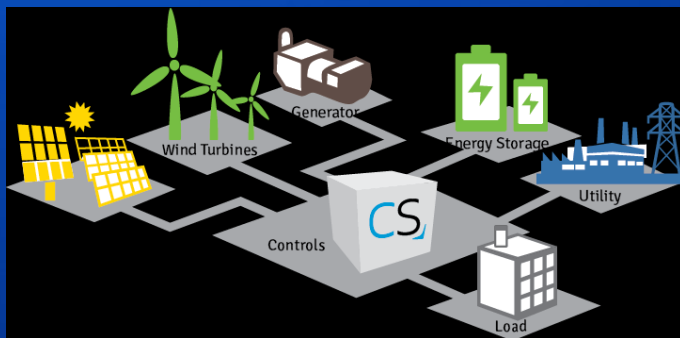 Generator
Wind Turbines
Energy Storage
Utility
Controls
CS
Load